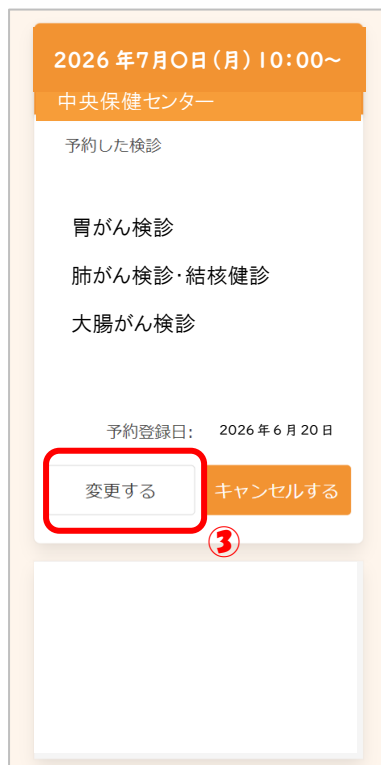 2026年7月〇日(月)10:00~
中央保健センター
予約した検診
胃がん検診
肺がん検診・結核健診
大腸がん検診
予約登録日: 2026年6月20日
変更する キャンセルする
③